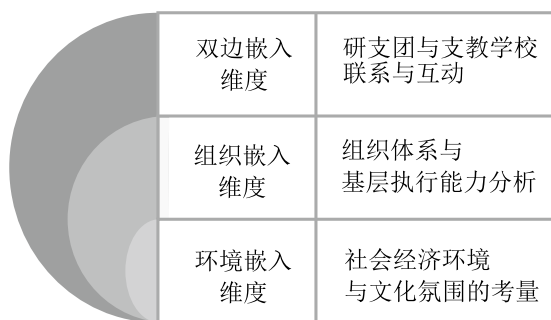 双边嵌入
维度
研支团与支教学校
联系与互动
组织嵌入
维度
组织体系与
基层执行能力分析
环境嵌入
维度
社会经济环境
与文化氛围的考量